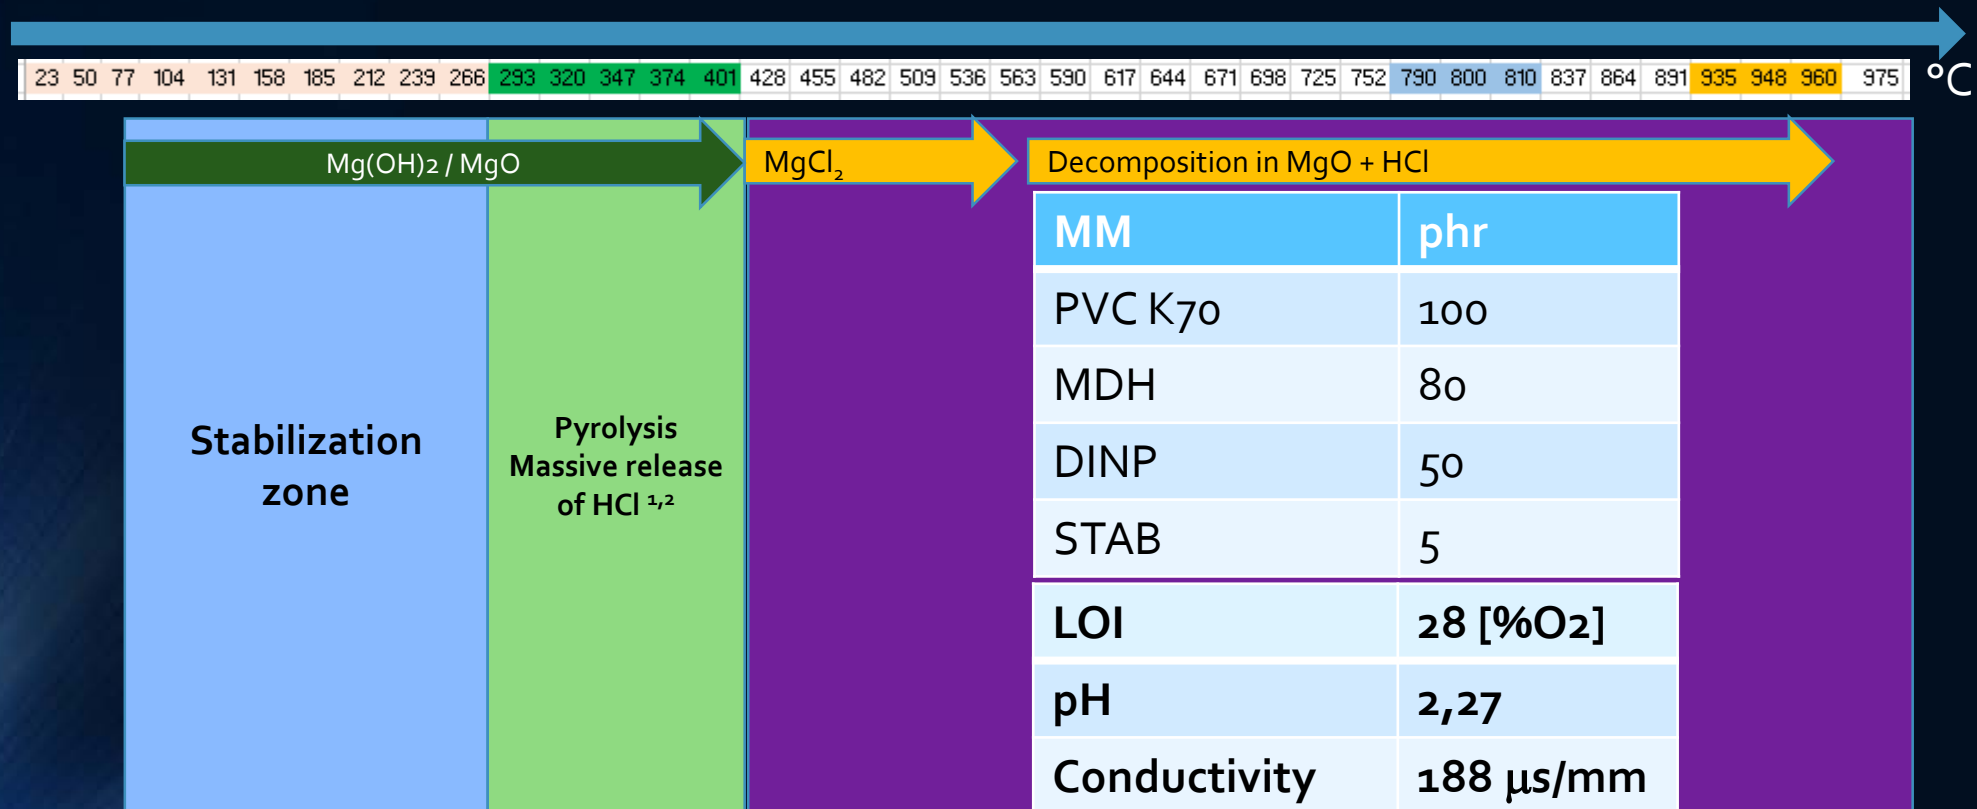 23 50 77 104 131 158 185 212 239 266 293 320 347 374 401 428 455 482 509 536 563 590 617 644 671 698 725 752 790 800 810 837 864 891 935 948 960 975 °C
Mg(OH)2 / MgO
MgCl₂
Decomposition in MgO + HCl
Stabilization
zone
Pyrolysis
Massive release
of HCl ¹,²
MM phr
PVC K70 100
MDH 80
DINP 50
STAB 5
LOI 28 [%O2]
pH 2,27
Conductivity 188 µs/mm